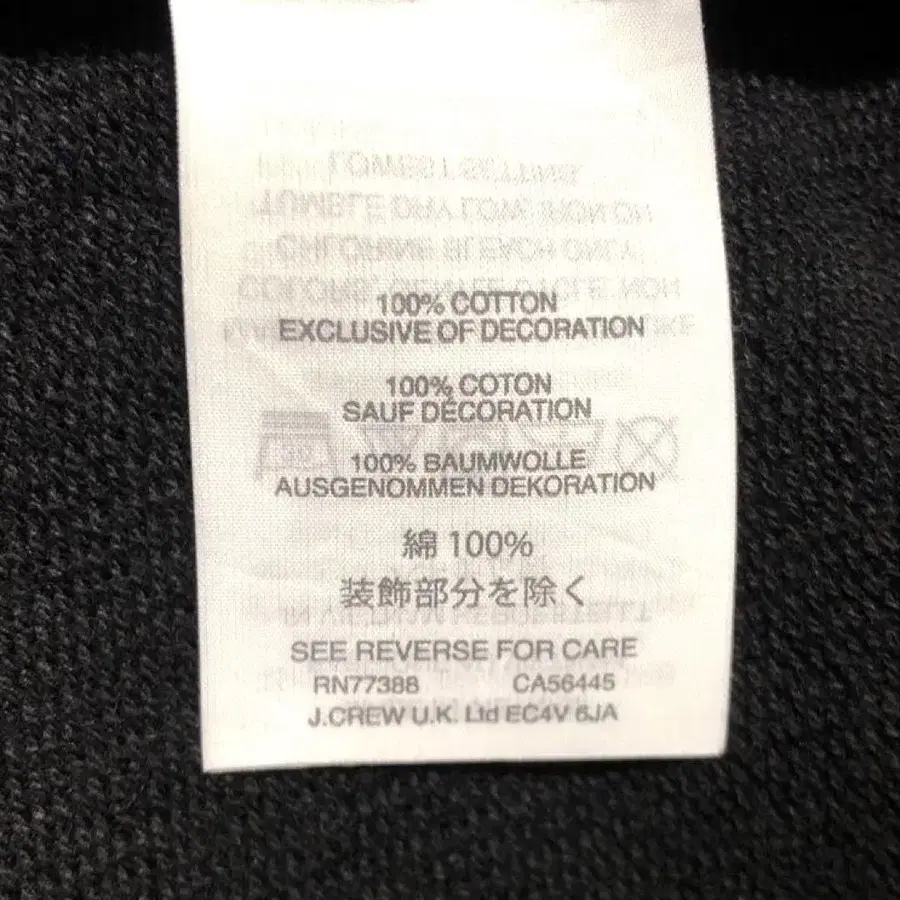 100% COTTON
EXCLUSIVE OF DECORATION
100% COTON
SAUF DÉCORATION
100% BAUMWOLLE
AUSGENOMMEN DEKORATION
綿 100%
装飾部分を除く
SEE REVERSE FOR CARE
RN77388 CA56445
J.CREW U.K. Ltd EC4V 6JA